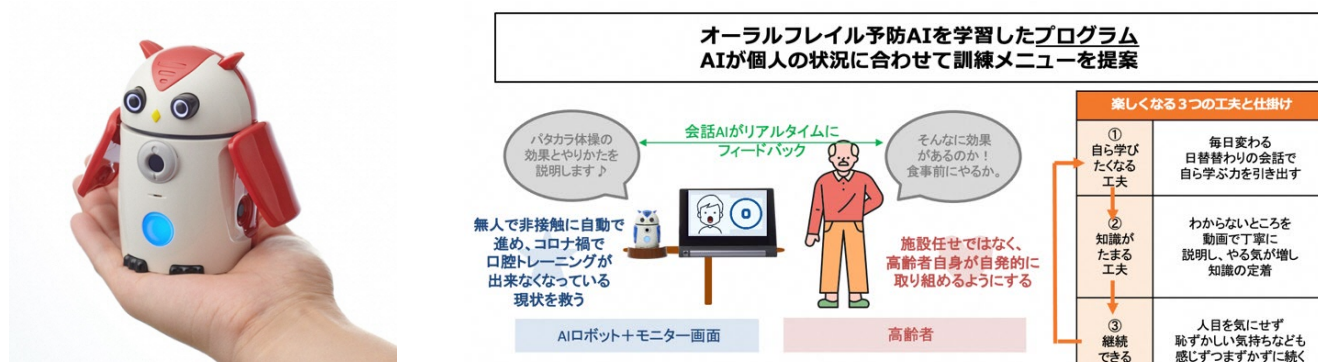 オーラルフレイル予防AIを学習したプログラム
AIが個人の状況に合わせて訓練メニューを提案
パタカラ体操の
効果とやりかたを
説明します♪
会話AIがリアルタイムに
フィードバック
そんなに効果
があるのか！
食事前にやるか。
無人で非接触に自動で
進め、コロナ禍で
口腔トレーニングが
出来なくなっている
現状を救う
施設任せではなく、
高齢者自身が自発的に
取り組めるようにする
AIロボット＋モニター画面
高齢者
楽しくなる３つの工夫と仕掛け
①
自ら学び
たくなる
工夫
毎日変わる
日替替わりの会話で
自ら学ぶ力を引き出す
②
知識が
たまる
工夫
わからないところを
動画で丁寧に
説明し、やる気が増し
知識の定着
③
継続
できる
人目を気にせず
恥ずかしい気持ちなども
感じずつまずかずに続く